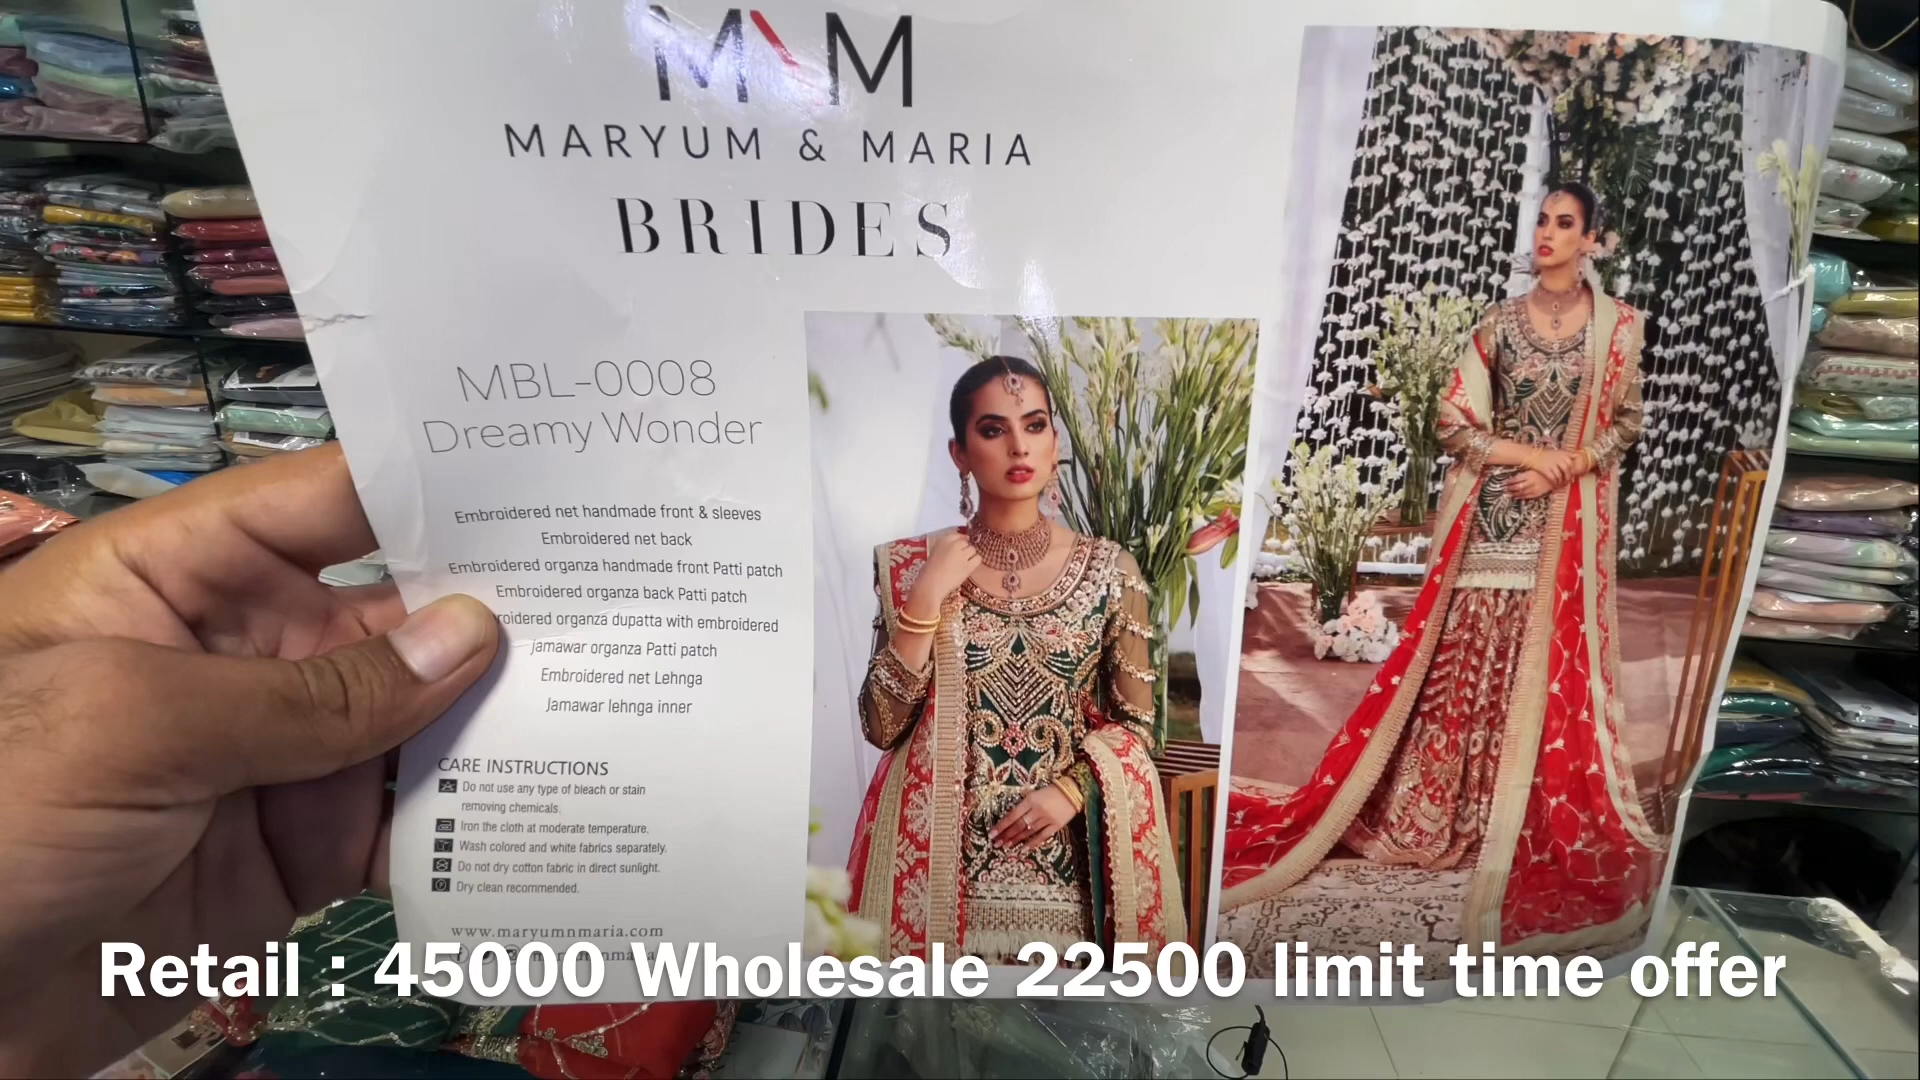 M\M
MARYUM & MARIA
BRIDES
MBL-0008
Dreamy Wonder
Embroidered net handmade front & sleeves
Embroidered net back
Embroidered organza handmade front Patti patch
Embroidered organza back Patti patch
roidered organza dupatta with embroidered
jamawar organza Patti patch
Embroidered net Lehnga
Jamawar lehnga inner
CARE INSTRUCTIONS
Do not use any type of bleach or stain
removing chemicals.
Iron the cloth at moderate temperature.
Wash colored and white fabrics separately.
Do not dry cotton fabric in direct sunlight.
Dry clean recommended.
www.maryumnmaria.com
Retail : 45000 Wholesale 22500 limit time offer